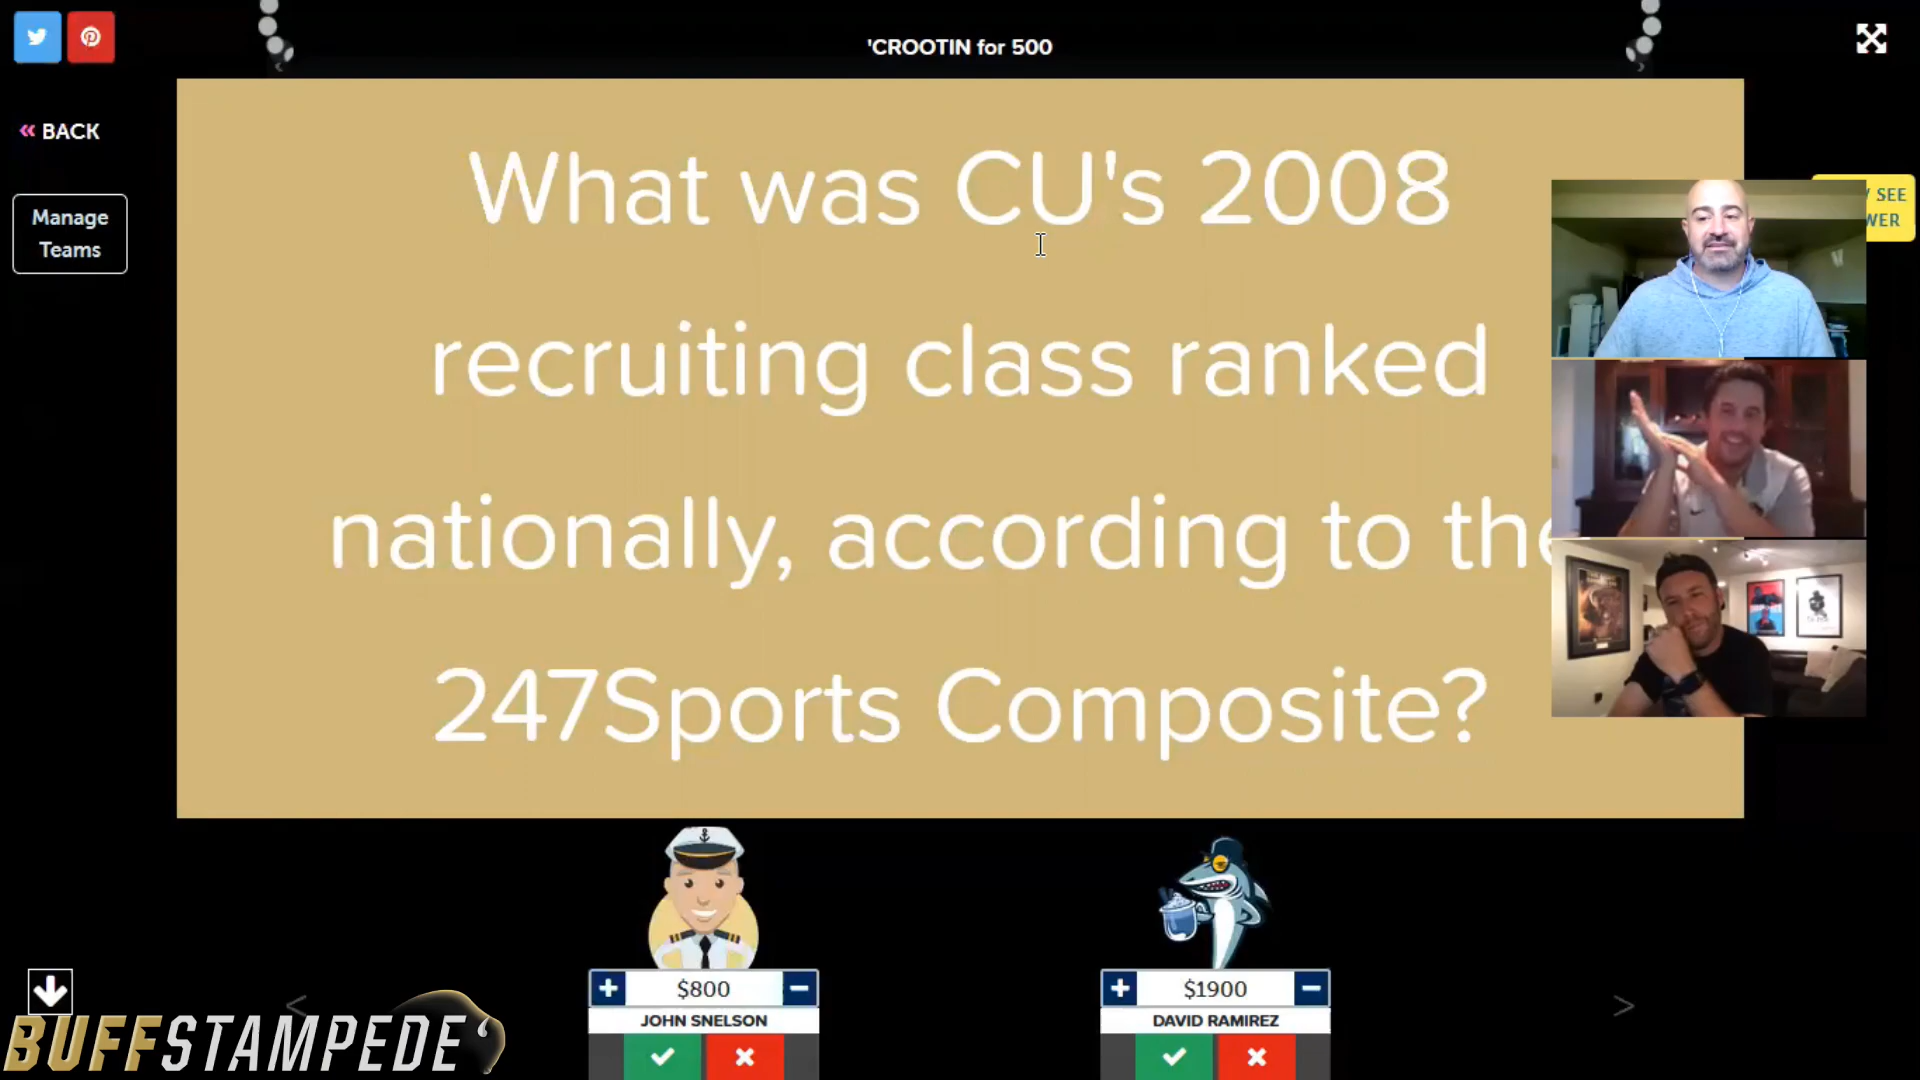 'CROOTIN for 500
« BACK
Manage
Teams
What was CU's 2008
recruiting class ranked
nationally, according to the
247Sports Composite?
SEE
$800
JOHN SNELSON
$1900
DAVID RAMIREZ
BUFFSTAMPEDE